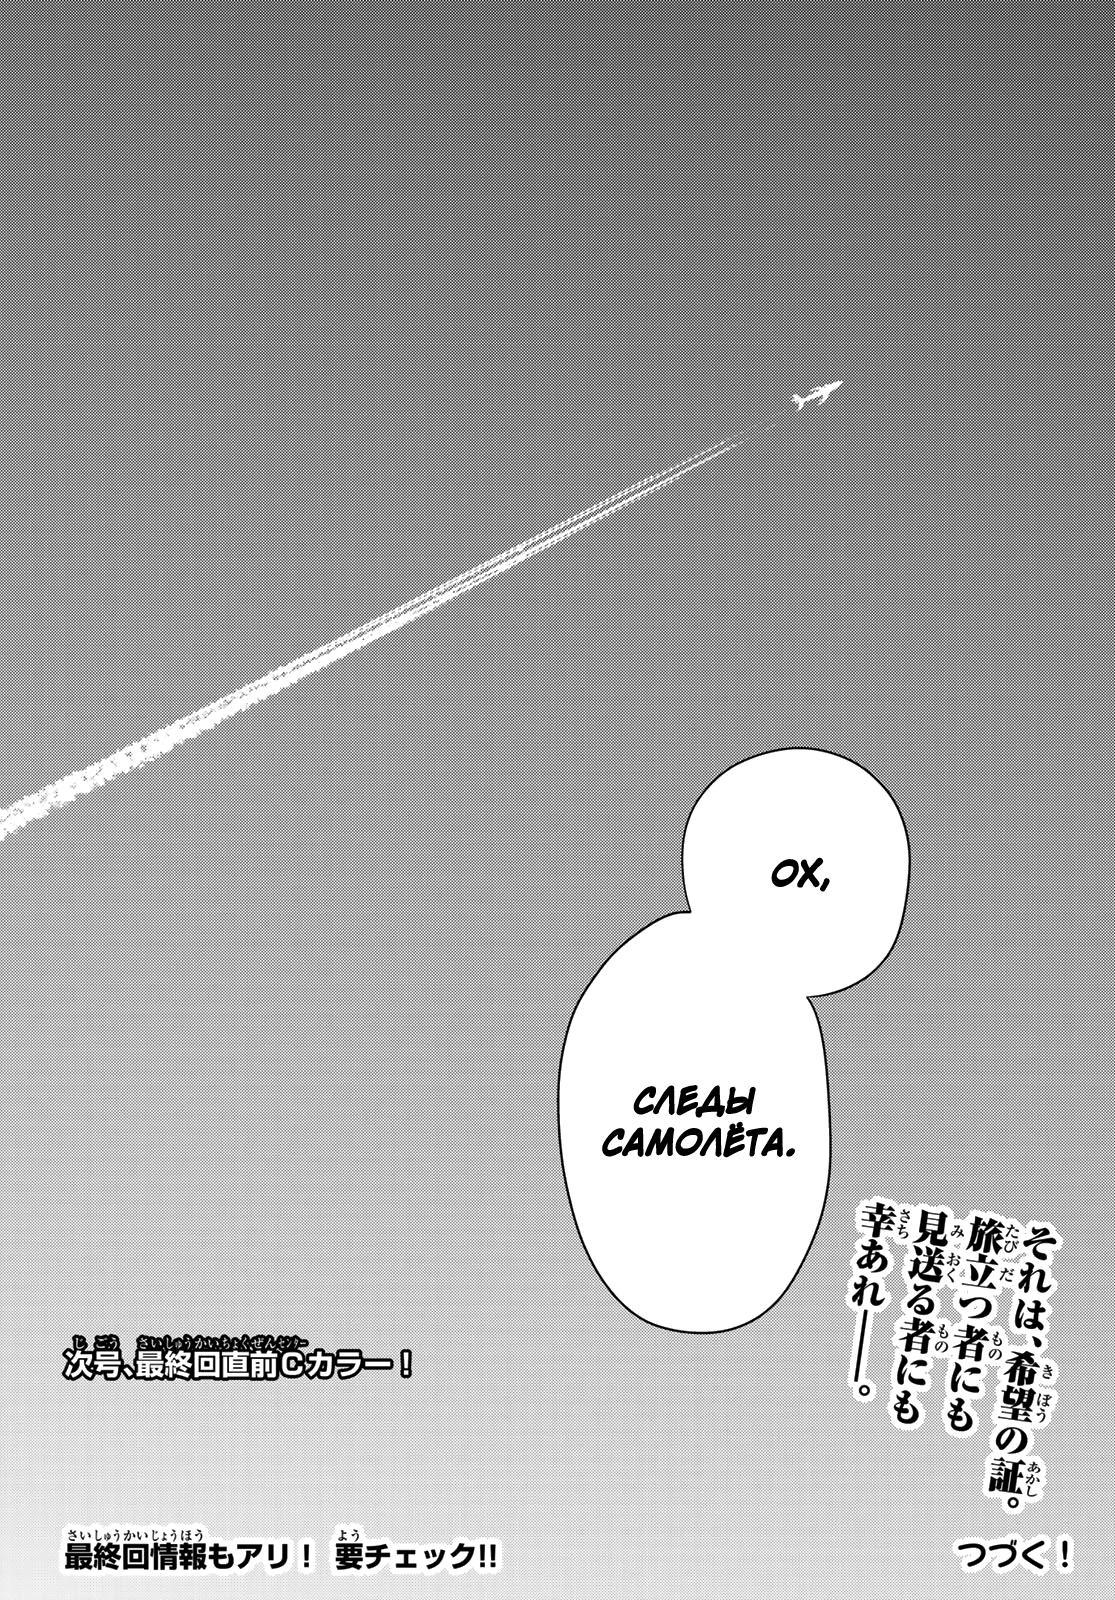 ОХ,
СЛЕДЫ
САМОЛЁТА.
それは、希望の証。
旅立つ者にも
見送る者にも
幸あれ――。
次号、最終回直前Cカラー！
最終回情報もアリ！ 要チェック!!
つづく！